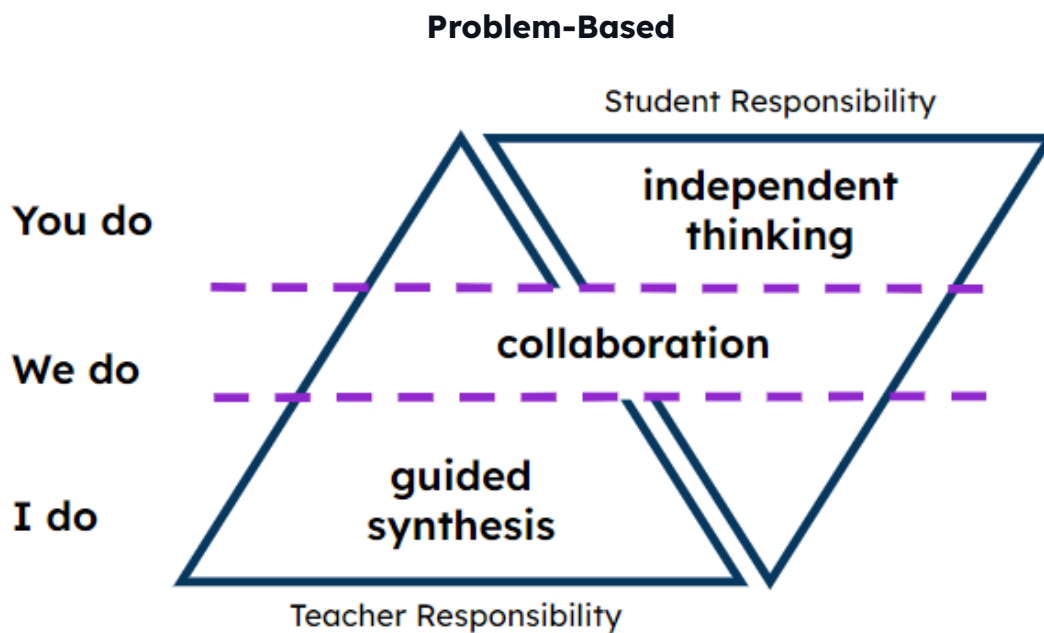 Problem-Based
Student Responsibility
You do
independent
thinking
We do
collaboration
I do
guided
synthesis
Teacher Responsibility